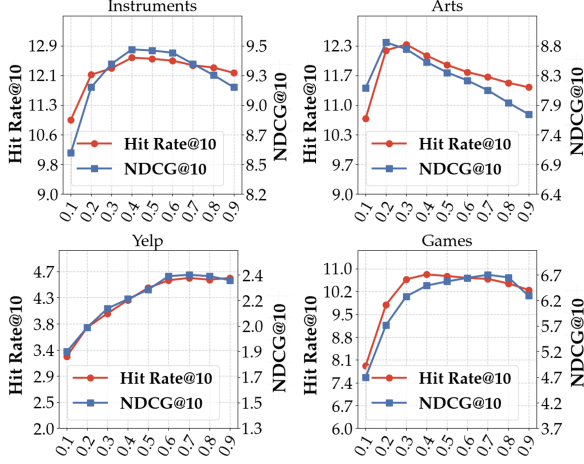 Instruments
Hit Rate@10
12.9
12.1
11.3
10.6
9.8
9.0
9.5
9.3
9.0
8.7
8.5
8.2
NDCG@10
Hit Rate@10
NDCG@10
0.1 0.2 0.3 0.4 0.5 0.6 0.7 0.8 0.9
Arts
Hit Rate@10
12.3
11.7
11.0
10.3
9.7
9.0
8.8
8.3
7.9
7.4
6.9
6.4
NDCG@10
Hit Rate@10
NDCG@10
0.1 0.2 0.3 0.4 0.5 0.6 0.7 0.8 0.9
Yelp
Hit Rate@10
4.7
4.3
3.8
3.4
2.9
2.5
2.0
2.4
2.2
2.0
1.9
1.7
1.5
1.3
NDCG@10
Hit Rate@10
NDCG@10
0.1 0.2 0.3 0.4 0.5 0.6 0.7 0.8 0.9
Games
Hit Rate@10
11.0
10.2
9.5
8.8
8.1
7.4
6.7
6.0
6.7
6.2
5.7
5.2
4.7
4.2
3.7
NDCG@10
Hit Rate@10
NDCG@10
0.1 0.2 0.3 0.4 0.5 0.6 0.7 0.8 0.9